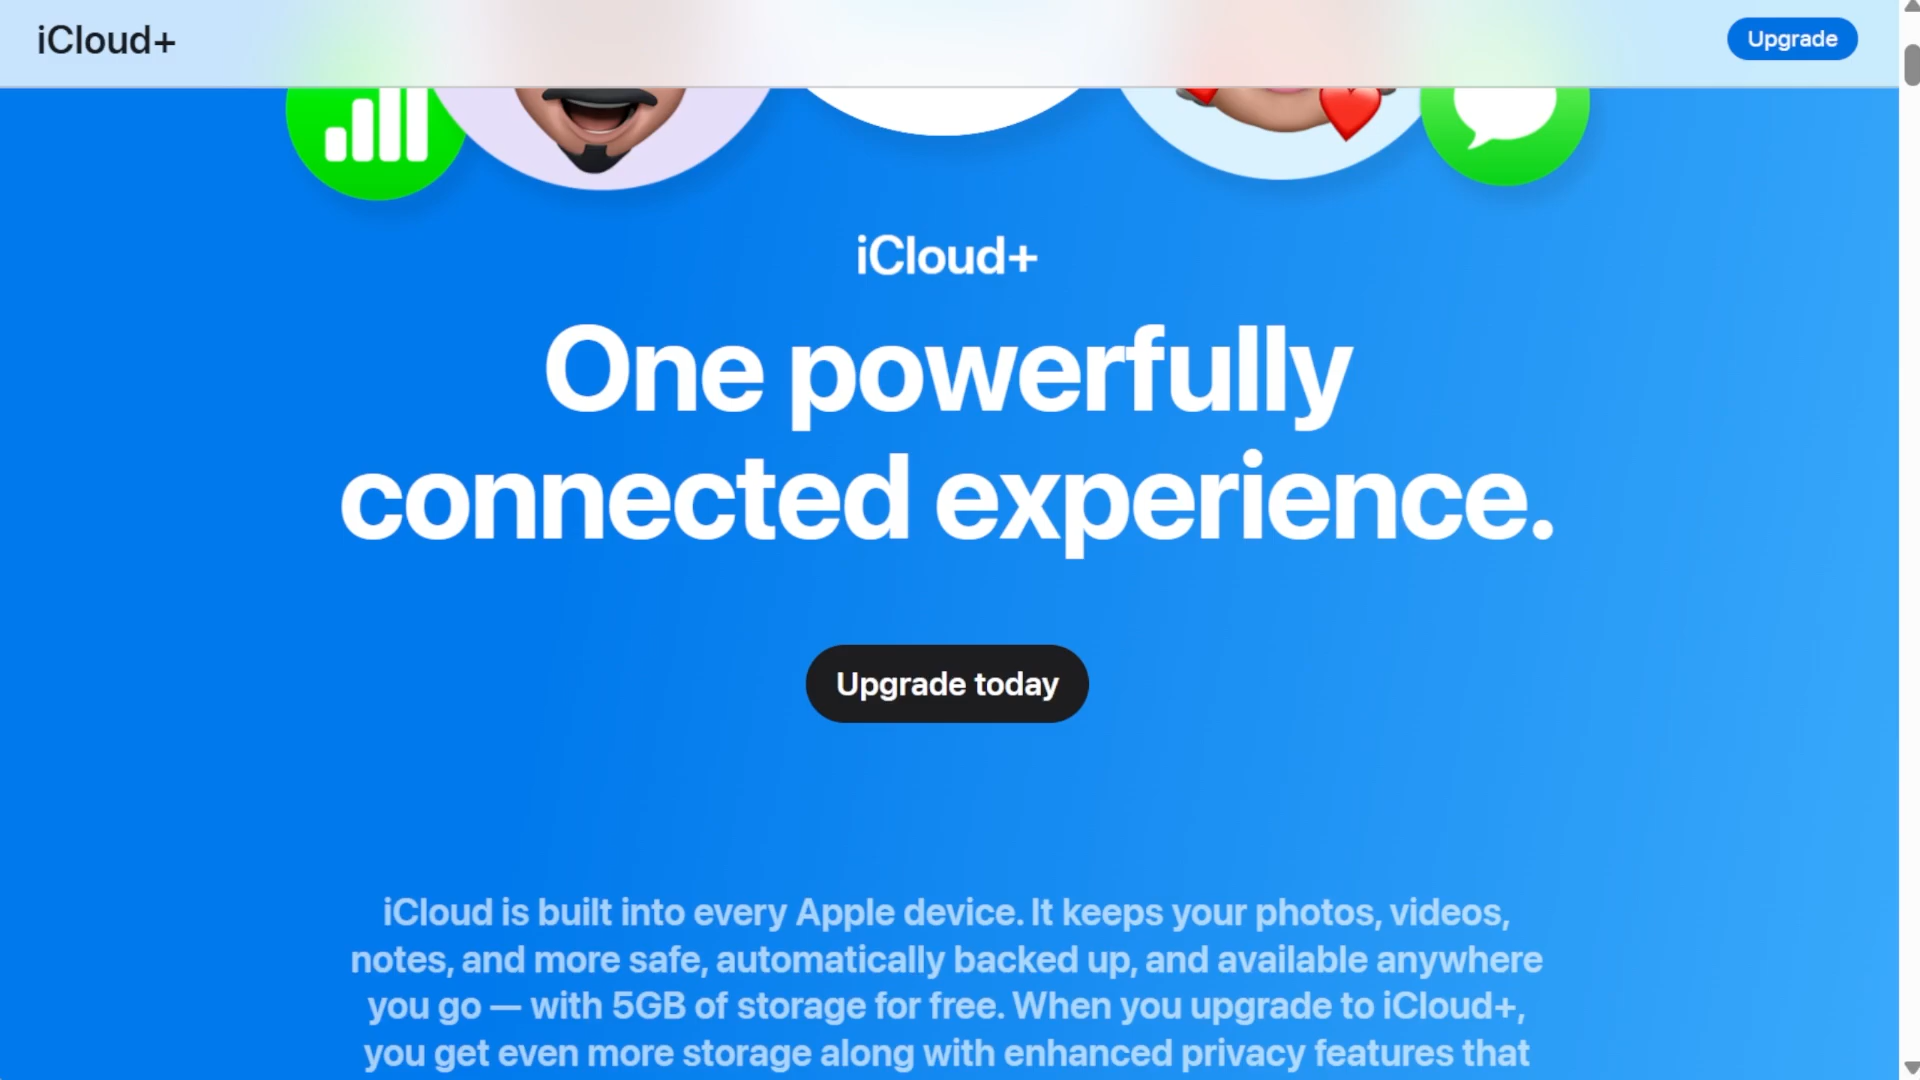 iCloud+
Upgrade
iCloud+
One powerfully
connected experience.
Upgrade today
iCloud is built into every Apple device. It keeps your photos, videos,
notes, and more safe, automatically backed up, and available anywhere
you go — with 5GB of storage for free. When you upgrade to iCloud+,
you get even more storage along with enhanced privacy features that